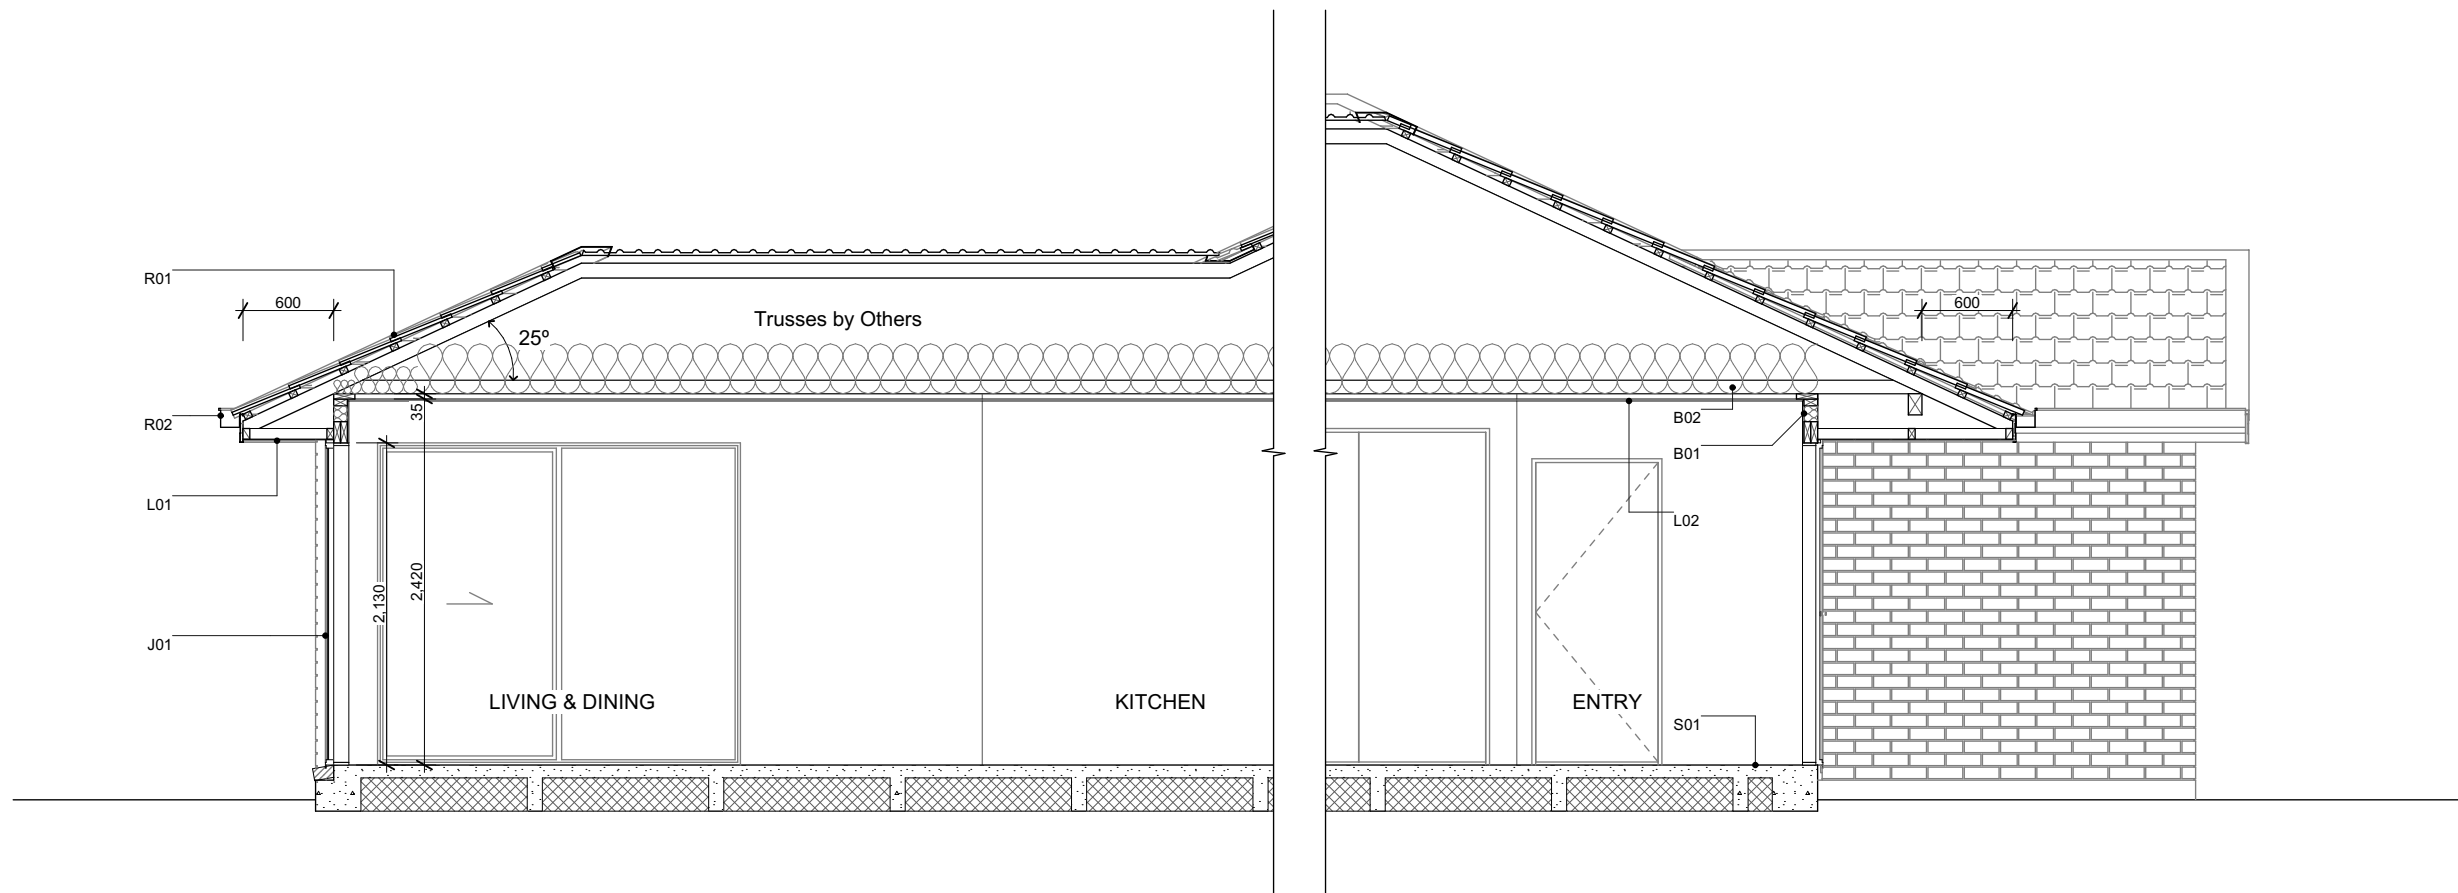 R01
600
R02
L01
J01
25º
Trusses by Others
35
2,130
2,420
LIVING & DINING
KITCHEN
ENTRY
600
B02
B01
L02
S01